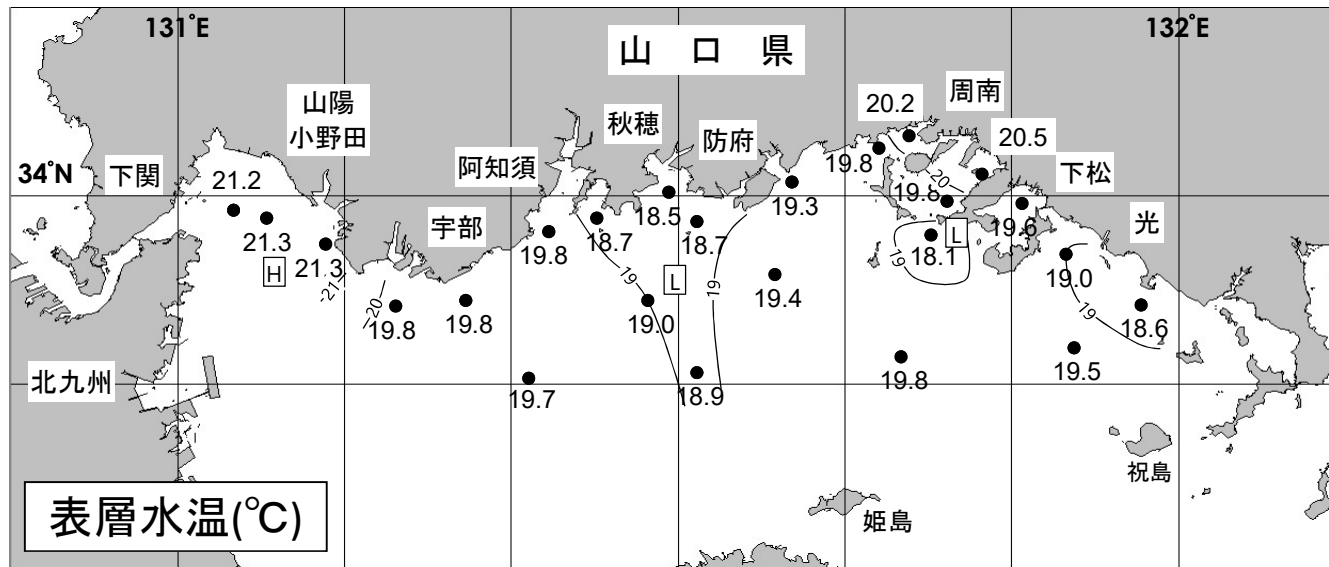 131°E
132°E
山 口 県
山陽
小野田
秋穂
防府
20.2
周南
20.5
34°N
下関
21.2
阿知須
宇部
19.8
下松
21.3
H
21.3
21
20
19.8
19.8
19.8
18.7
18.5
18.7
19.3
19.8
20
19.6
光
19
L
19
19.0
19.4
19
18.1
L
19.0
19
18.6
北九州
19.7
18.9
19.8
19.5
祝島
姫島
表層水温(℃)